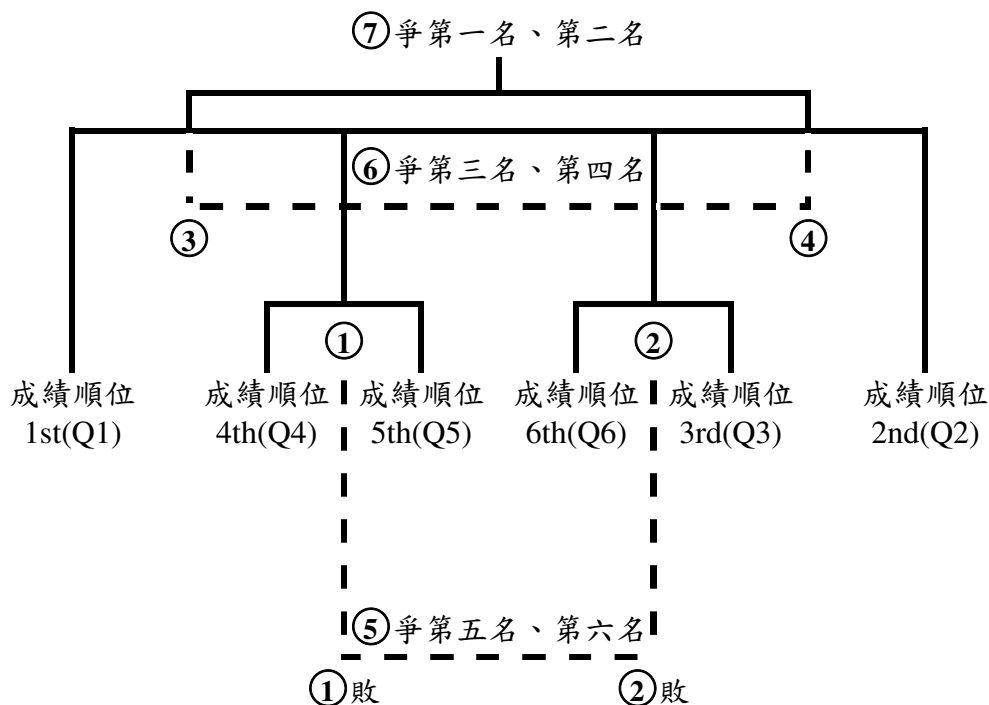 ⑦爭第一名、第二名
⑥爭第三名、第四名
③ ④
① ②
成績順位 成績順位 成績順位 成績順位 成績順位 成績順位
1st(Q1) 4th(Q4) 5th(Q5) 6th(Q6) 3rd(Q3) 2nd(Q2)
⑤爭第五名、第六名
①敗 ②敗